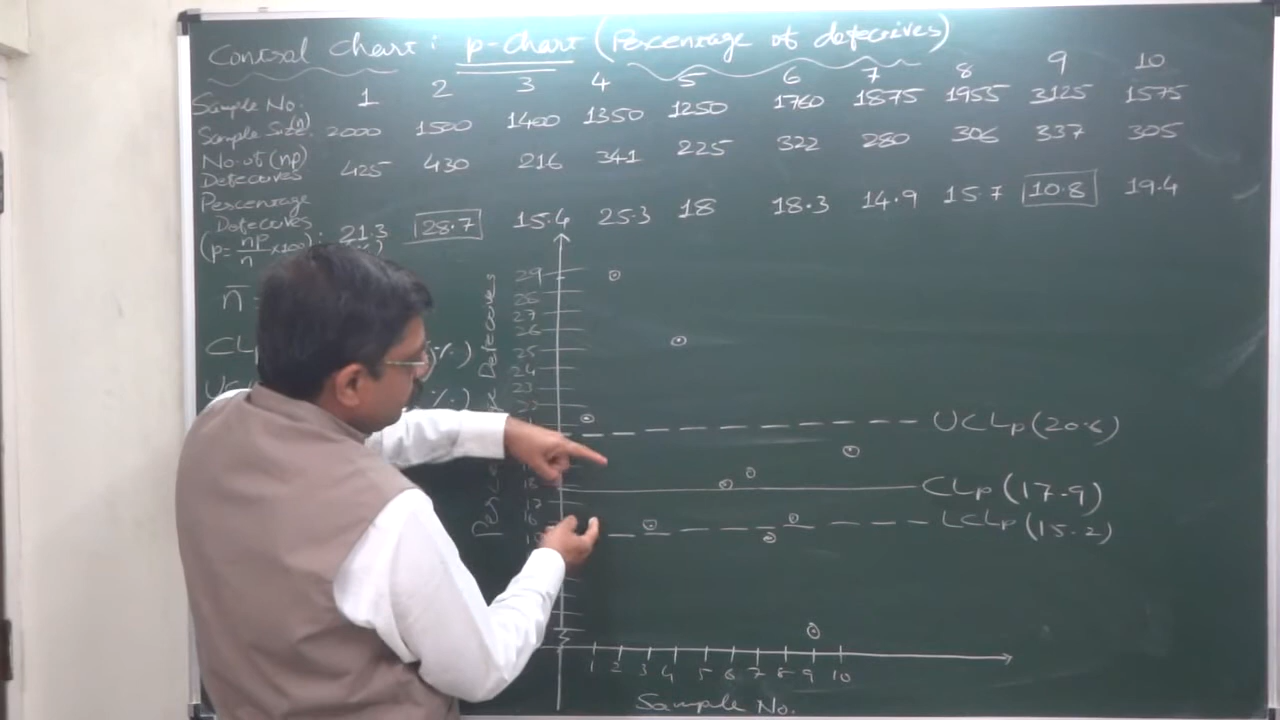 Control Chart: p-Chart (Percentage of defectives)
Sample No. 1 2 3 4 5 6 7 8 9 10
Sample Size(n): 2000 1500 1400 1350 1250 1760 1875 1955 3125 1575
No. of (np) Defectives 425 430 216 341 225 322 280 306 337 305
Percentage
Defectives 21.3 28.7 15.4 25.3 18 18.3 14.9 15.7 10.8 19.4
(p = np/n ×100):
n̄ =
CLp
%)
%)
29
28
27
26
25
24
23
Defectives
UCLp (20.6)
CLp (17.9)
LCLp (15.2)
18
17
16
1 2 3 4 5 6 7 8 9 10
Sample No.